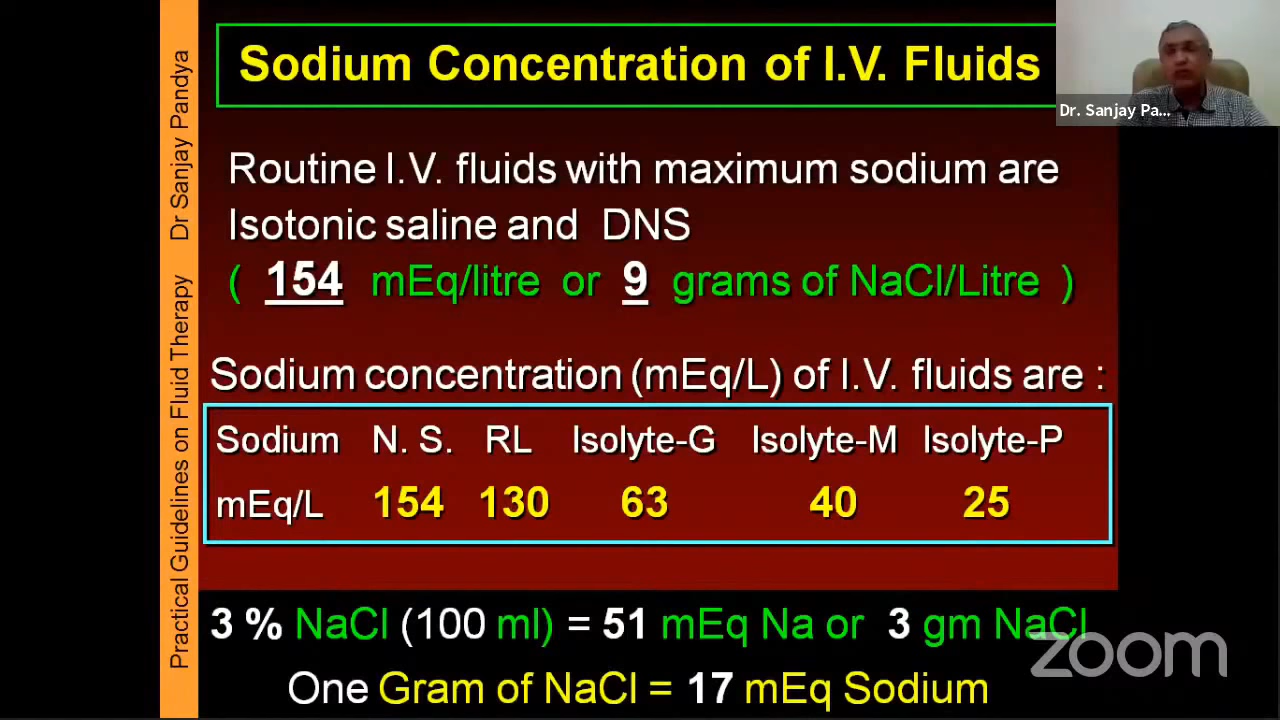 Sodium Concentration of I.V. Fluids
Dr. Sanjay Pa...
Practical Guidelines on Fluid Therapy Dr Sanjay Pandya
Routine I.V. fluids with maximum sodium are
Isotonic saline and DNS
( 154 mEq/litre or 9 grams of NaCl/Litre )
Sodium concentration (mEq/L) of I.V. fluids are :
Sodium N. S. RL Isolyte-G Isolyte-M Isolyte-P
mEq/L 154 130 63 40 25
3 % NaCl (100 ml) = 51 mEq Na or 3 gm NaCl
zoom
One Gram of NaCl = 17 mEq Sodium